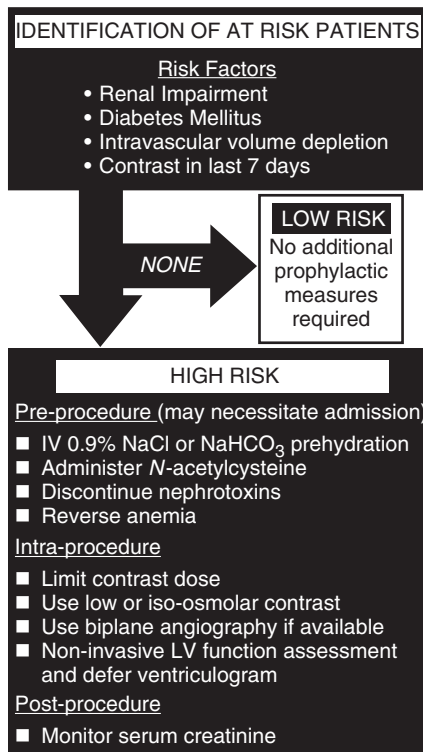 IDENTIFICATION OF AT RISK PATIENTS
Risk Factors
• Renal Impairment
• Diabetes Mellitus
• Intravascular volume depletion
• Contrast in last 7 days
NONE
LOW RISK
No additional
prophylactic
measures
required
HIGH RISK
Pre-procedure (may necessitate admission)
■ IV 0.9% NaCl or NaHCO3 prehydration
■ Administer N-acetylcysteine
■ Discontinue nephrotoxins
■ Reverse anemia
Intra-procedure
■ Limit contrast dose
■ Use low or iso-osmolar contrast
■ Use biplane angiography if available
■ Non-invasive LV function assessment
and defer ventriculogram
Post-procedure
■ Monitor serum creatinine